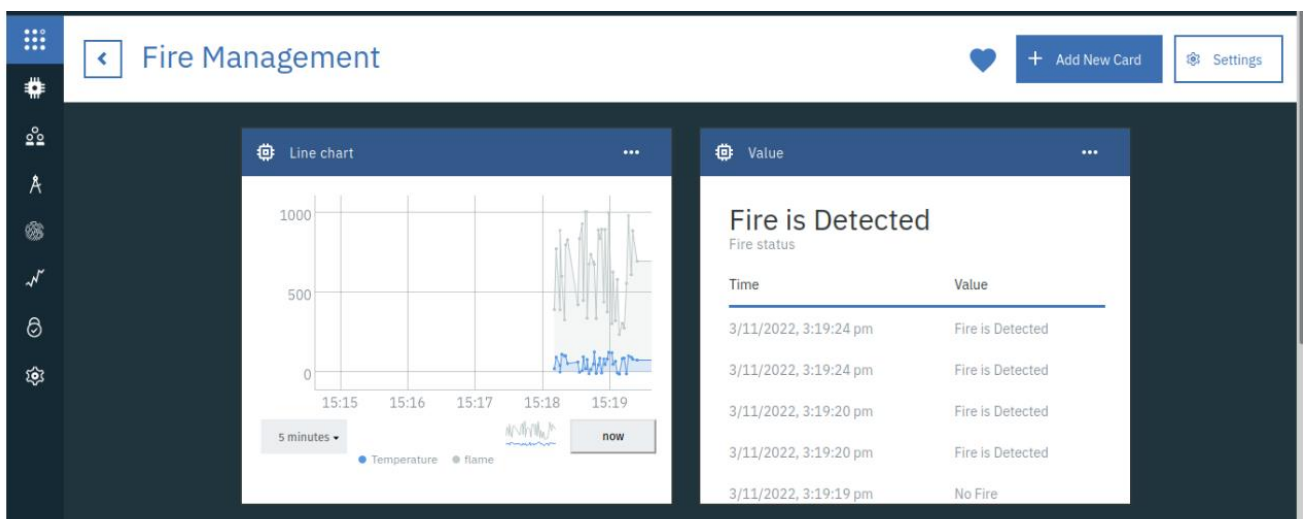 Fire Management
Add New Card
Settings
Line chart
1000
500
0
15:15 15:16 15:17 15:18 15:19
5 minutes
now
Temperature flame
Value
Fire is Detected
Fire status
Time Value
3/11/2022, 3:19:24 pm Fire is Detected
3/11/2022, 3:19:24 pm Fire is Detected
3/11/2022, 3:19:20 pm Fire is Detected
3/11/2022, 3:19:20 pm Fire is Detected
3/11/2022, 3:19:19 pm No Fire